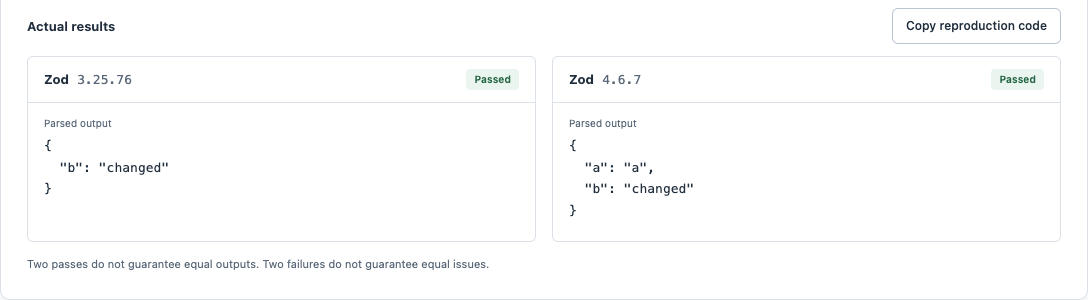 Actual results
Copy reproduction code
Zod 3.25.76
Passed
Parsed output
{
  "b": "changed"
}
Zod 4.6.7
Passed
Parsed output
{
  "a": "a",
  "b": "changed"
}
Two passes do not guarantee equal outputs. Two failures do not guarantee equal issues.